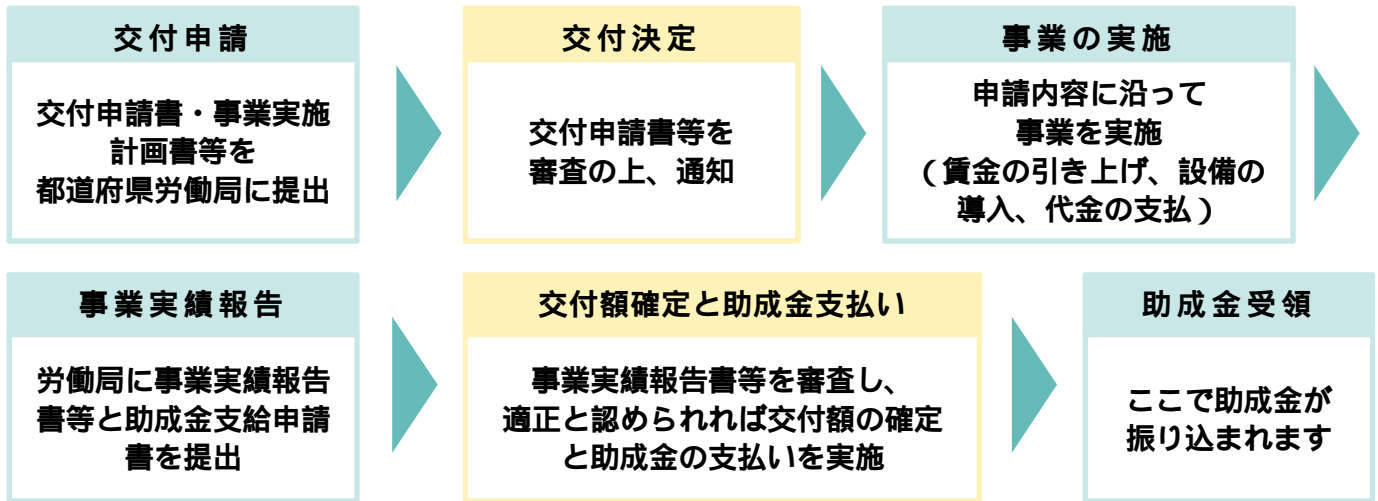 交付申請
交付申請書・事業実施
計画書等を
都道府県労働局に提出
交付決定
交付申請書等を
審査の上、通知
事業の実施
申請内容に沿って
事業を実施
（賃金の引き上げ、設備の
導入、代金の支払）
事業実績報告
労働局に事業実績報告
書等と助成金支給申請
書を提出
交付額確定と助成金支払い
事業実績報告書等を審査し、
適正と認められれば交付額の確定
と助成金の支払いを実施
助成金受領
ここで助成金が
振り込まれます